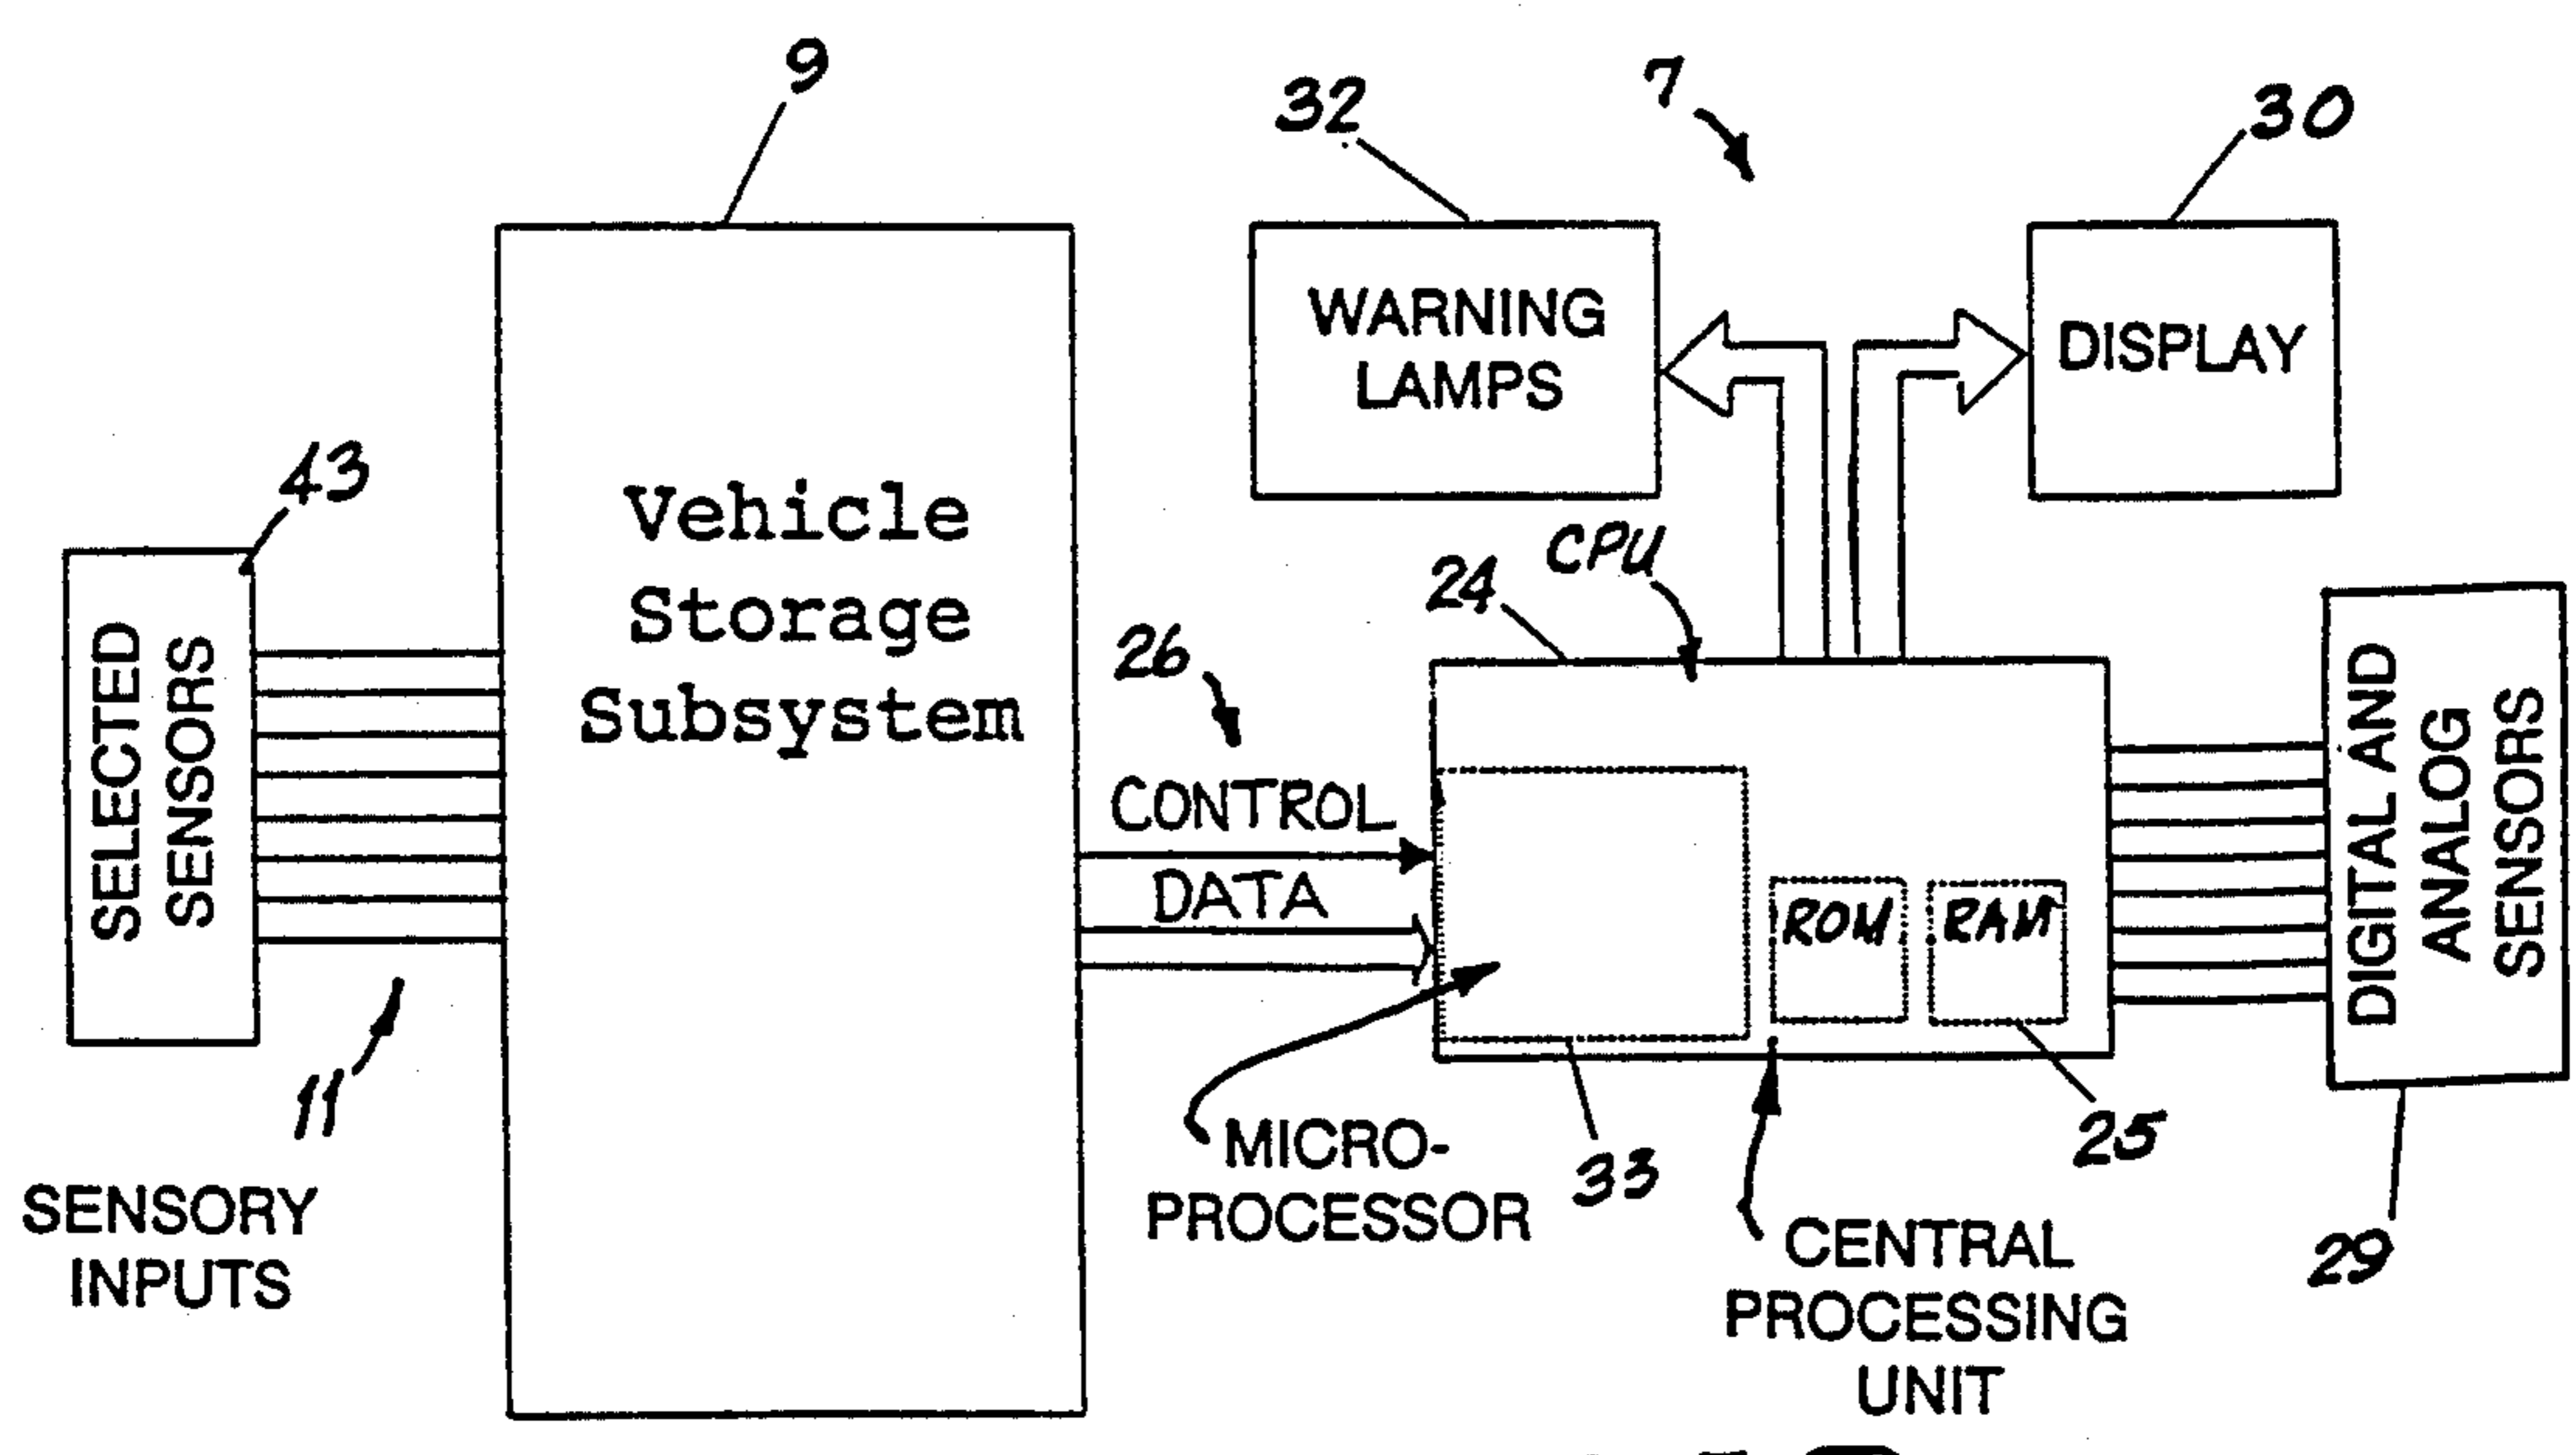 9
32
7
30
WARNING
LAMPS
DISPLAY
43
SELECTED
SENSORS
Vehicle
Storage
Subsystem
24
CPU
26
CONTROL
DATA
ROM
RAM
DIGITAL AND
ANALOG
SENSORS
11
SENSORY
INPUTS
MICRO-
PROCESSOR
33
25
CENTRAL
PROCESSING
UNIT
29